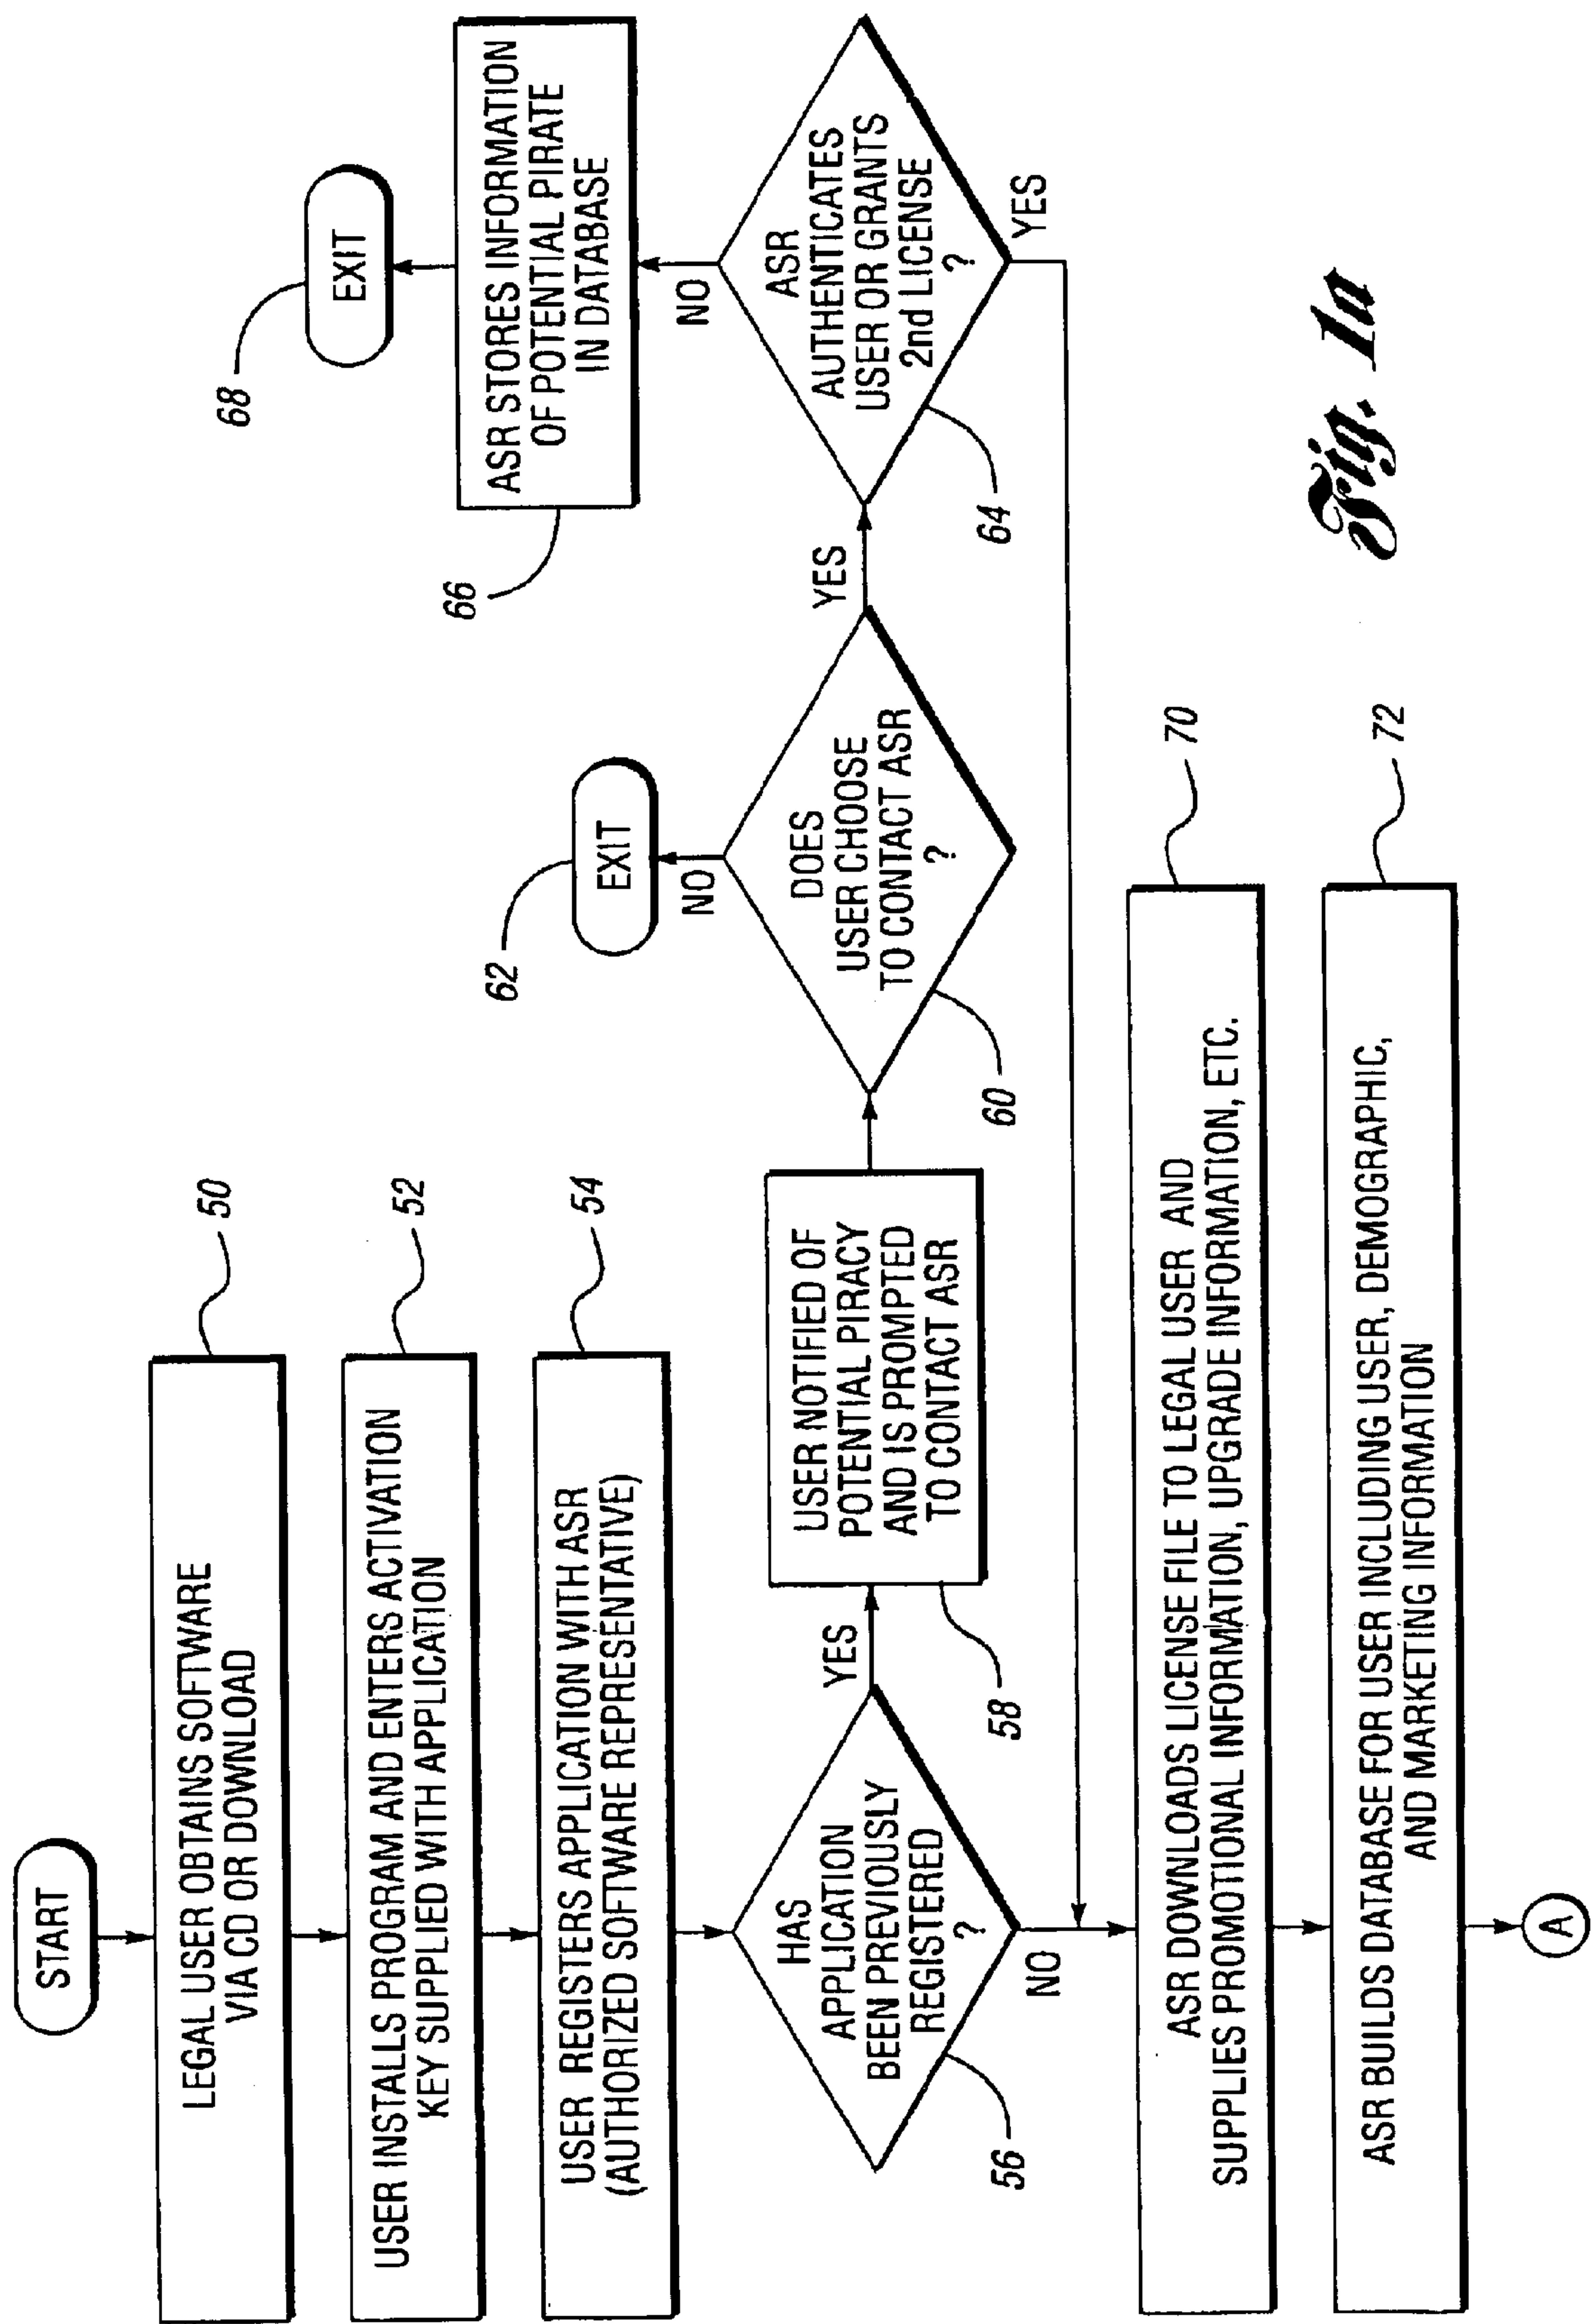 START
LEGAL USER OBTAINS SOFTWARE
VIA CD OR DOWNLOAD
50
USER INSTALLS PROGRAM AND ENTERS ACTIVATION
KEY SUPPLIED WITH APPLICATION
52
USER REGISTERS APPLICATION WITH ASR
(AUTHORIZED SOFTWARE REPRESENTATIVE)
54
HAS
APPLICATION
BEEN PREVIOUSLY
REGISTERED
?
56
YES
NO
USER NOTIFIED OF
POTENTIAL PIRACY
AND IS PROMPTED
TO CONTACT ASR
58
DOES
USER CHOOSE
TO CONTACT ASR
?
60
NO
EXIT
62
YES
ASR
AUTHENTICATES
USER OR GRANTS
2nd LICENSE
?
64
NO
YES
ASR STORES INFORMATION
OF POTENTIAL PIRATE
IN DATABASE
66
EXIT
68
ASR DOWNLOADS LICENSE FILE TO LEGAL USER AND
SUPPLIES PROMOTIONAL INFORMATION, UPGRADE INFORMATION, ETC.
70
ASR BUILDS DATABASE FOR USER INCLUDING USER, DEMOGRAPHIC,
AND MARKETING INFORMATION
72
A
Fig. 1a